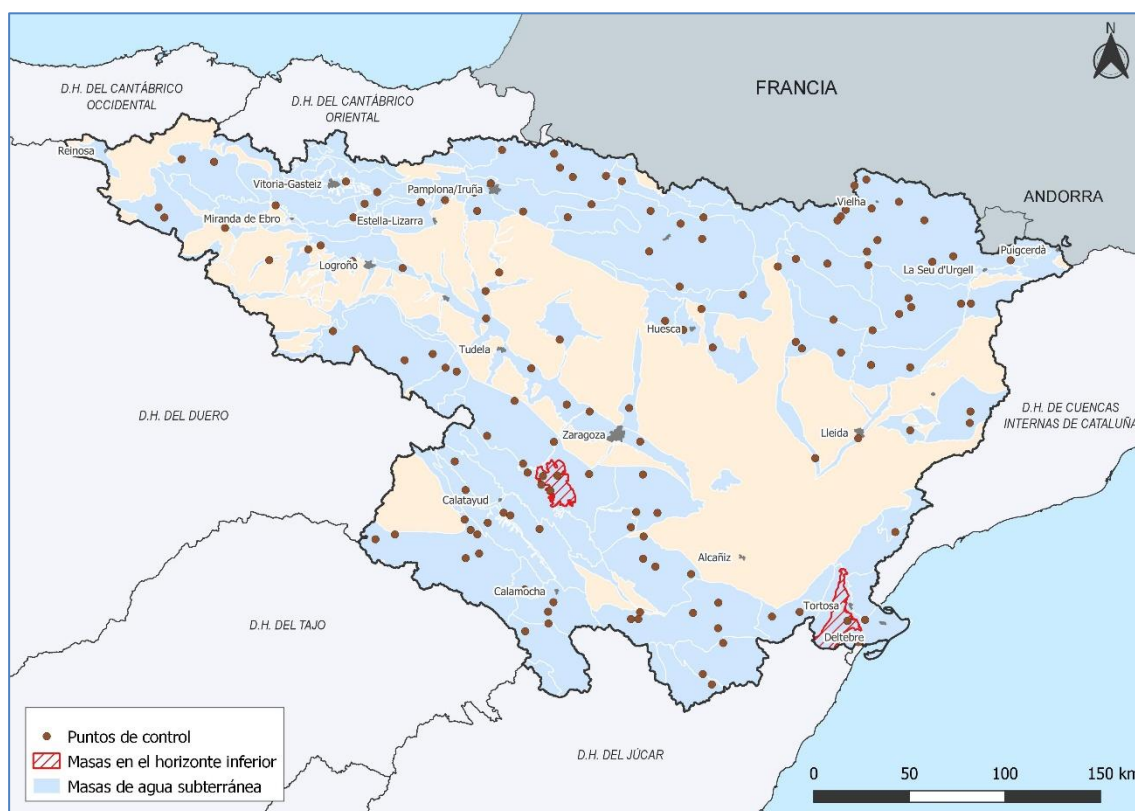 N
FRANCIA
D.H. DEL CANTÁBRICO
OCCIDENTAL
D.H. DEL CANTÁBRICO
ORIENTAL
Reinosa
ANDORRA
Vitoria-Gasteiz
Pamplona/Iruña
Miranda de Ebro
Estella-Lizarra
Vielha
Puigcerdà
La Seu d'Urgell
Logroño
Huesca
Tudela
D.H. DEL DUERO
D.H. DE CUENCAS
INTERNAS DE CATALUÑA
Zaragoza
Lleida
Calatayud
Alcañiz
Calamocha
Tortosa
Deltebre
D.H. DEL TAJO
D.H. DEL JÚCAR
Puntos de control
Masas en el horizonte inferior
Masas de agua subterránea
0 50 100 150 km